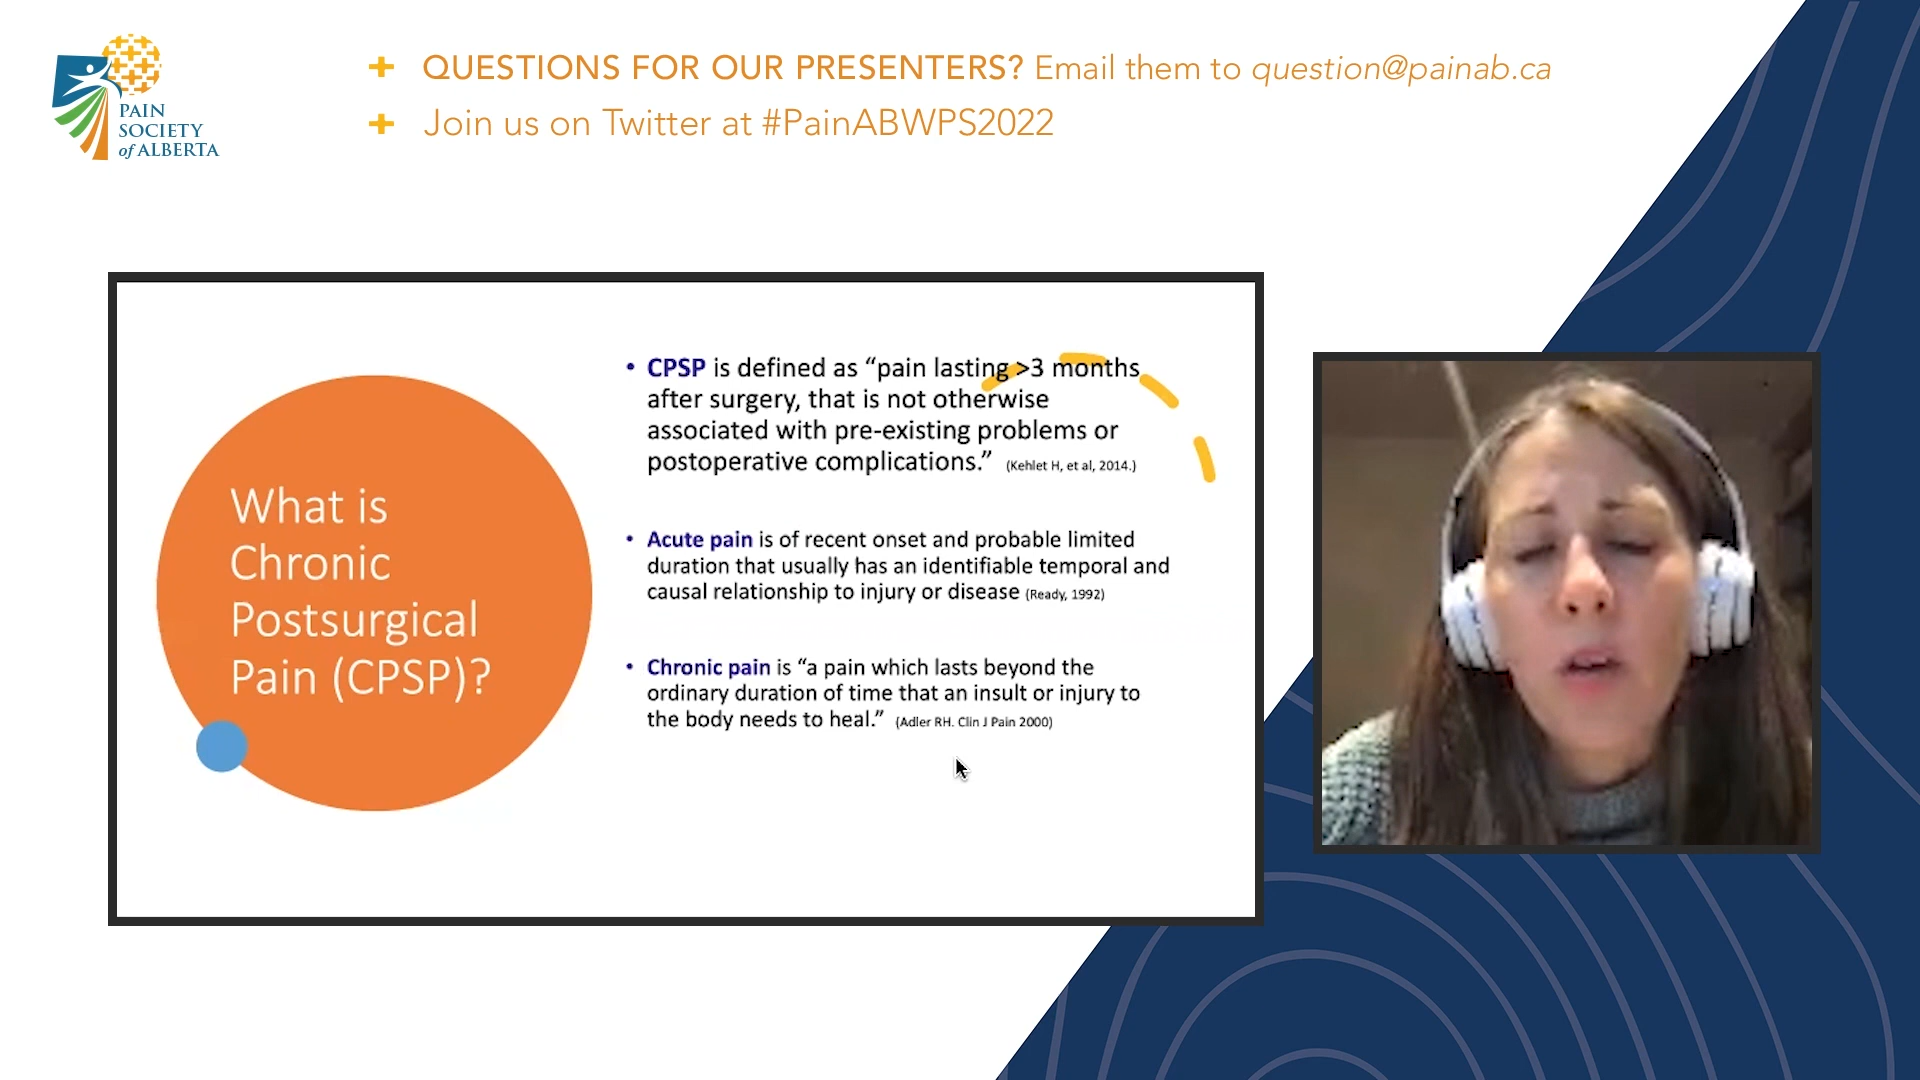 PAIN
SOCIETY
of ALBERTA
QUESTIONS FOR OUR PRESENTERS? Email them to question@painab.ca
Join us on Twitter at #PainABWPS2022
What is
Chronic
Postsurgical
Pain (CPSP)?
• CPSP is defined as “pain lasting >3 months
after surgery, that is not otherwise
associated with pre-existing problems or
postoperative complications.” (Kehlet H, et al, 2014.)
• Acute pain is of recent onset and probable limited
duration that usually has an identifiable temporal and
causal relationship to injury or disease (Ready, 1992)
• Chronic pain is “a pain which lasts beyond the
ordinary duration of time that an insult or injury to
the body needs to heal.” (Adler RH. Clin J Pain 2000)